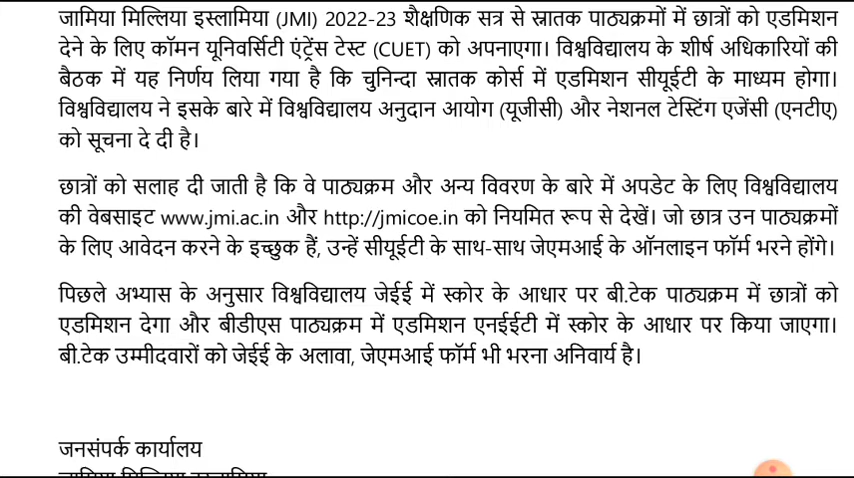 जामिया मिल्लिया इस्लामिया (JMI) 2022-23 शैक्षणिक सत्र से स्नातक पाठ्यक्रमों में छात्रों को एडमिशन
देने के लिए कॉमन यूनिवर्सिटी एंट्रेंस टेस्ट (CUET) को अपनाएगा। विश्वविद्यालय के शीर्ष अधिकारियों की
बैठक में यह निर्णय लिया गया है कि चुनिन्दा स्नातक कोर्स में एडमिशन सीयूईटी के माध्यम होगा।
विश्वविद्यालय ने इसके बारे में विश्वविद्यालय अनुदान आयोग (यूजीसी) और नेशनल टेस्टिंग एजेंसी (एनटीए)
को सूचना दे दी है।
छात्रों को सलाह दी जाती है कि वे पाठ्यक्रम और अन्य विवरण के बारे में अपडेट के लिए विश्वविद्यालय
की वेबसाइट www.jmi.ac.in और http://jmicoe.in को नियमित रूप से देखें। जो छात्र उन पाठ्यक्रमों
के लिए आवेदन करने के इच्छुक हैं, उन्हें सीयूईटी के साथ-साथ जेएमआई के ऑनलाइन फॉर्म भरने होंगे।
पिछले अभ्यास के अनुसार विश्वविद्यालय जेईई में स्कोर के आधार पर बी.टेक पाठ्यक्रम में छात्रों को
एडमिशन देगा और बीडीएस पाठ्यक्रम में एडमिशन एनईईटी में स्कोर के आधार पर किया जाएगा।
बी.टेक उम्मीदवारों को जेईई के अलावा, जेएमआई फॉर्म भी भरना अनिवार्य है।
जनसंपर्क कार्यालय